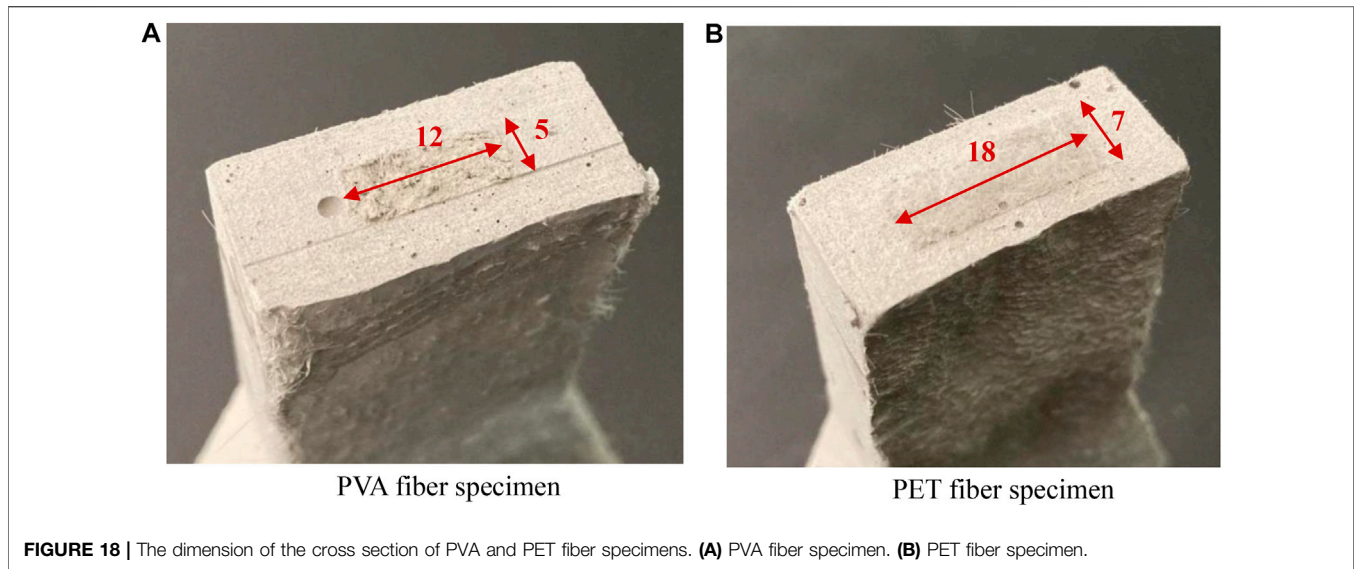 A
B
12
5
18
7
PVA fiber specimen
PET fiber specimen
FIGURE 18 | The dimension of the cross section of PVA and PET fiber specimens. (A) PVA fiber specimen. (B) PET fiber specimen.